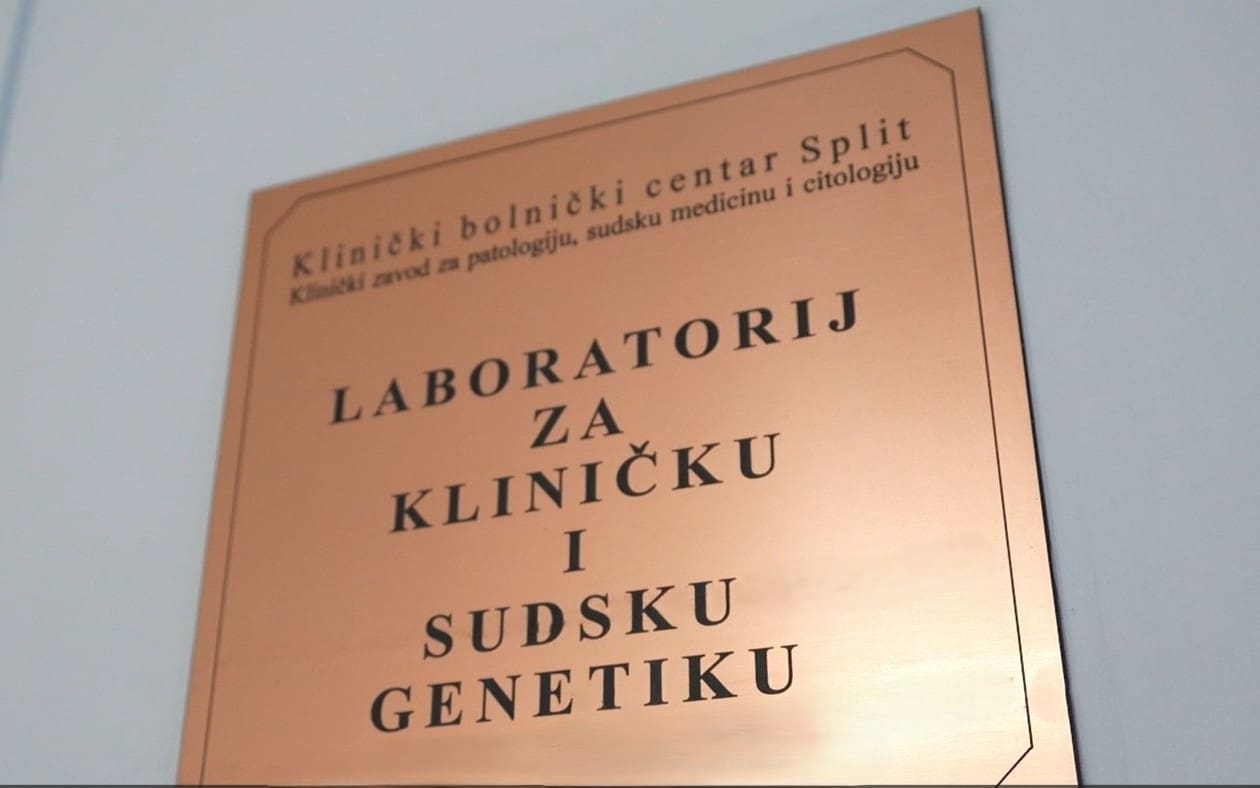 Klinički bolnički centar Split
Klinički zavod za patologiju, sudsku medicinu i citologiju
LABORATORIJ
ZA
KLINIČKU
I
SUDSKU
GENETIKU